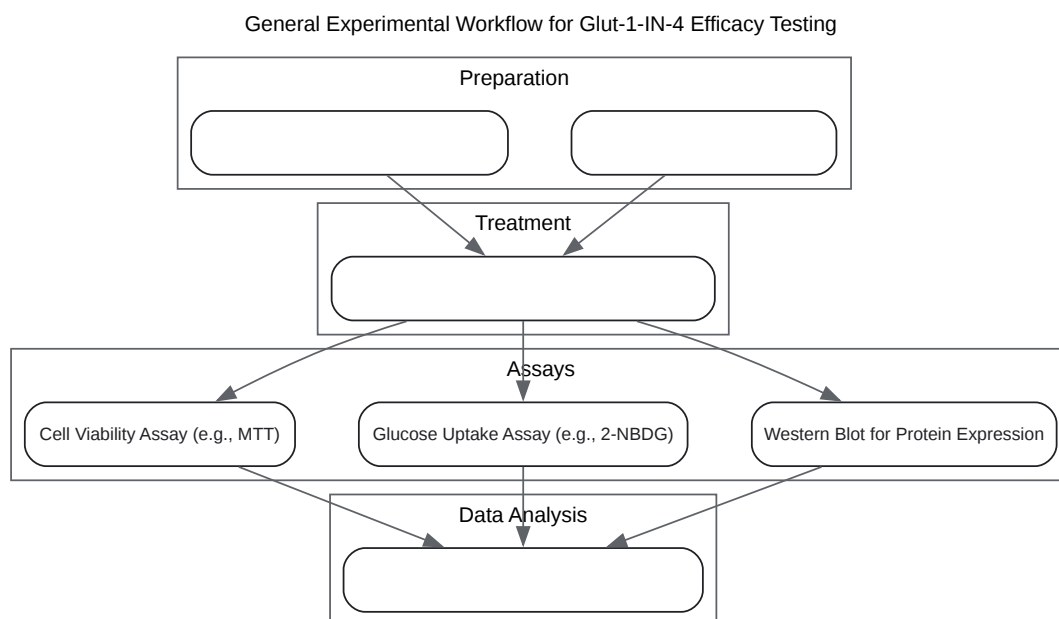 General Experimental Workflow for Glut-1-IN-4 Efficacy Testing
Preparation
Treatment
Assays
Cell Viability Assay (e.g., MTT)
Glucose Uptake Assay (e.g., 2-NBDG)
Western Blot for Protein Expression
Data Analysis